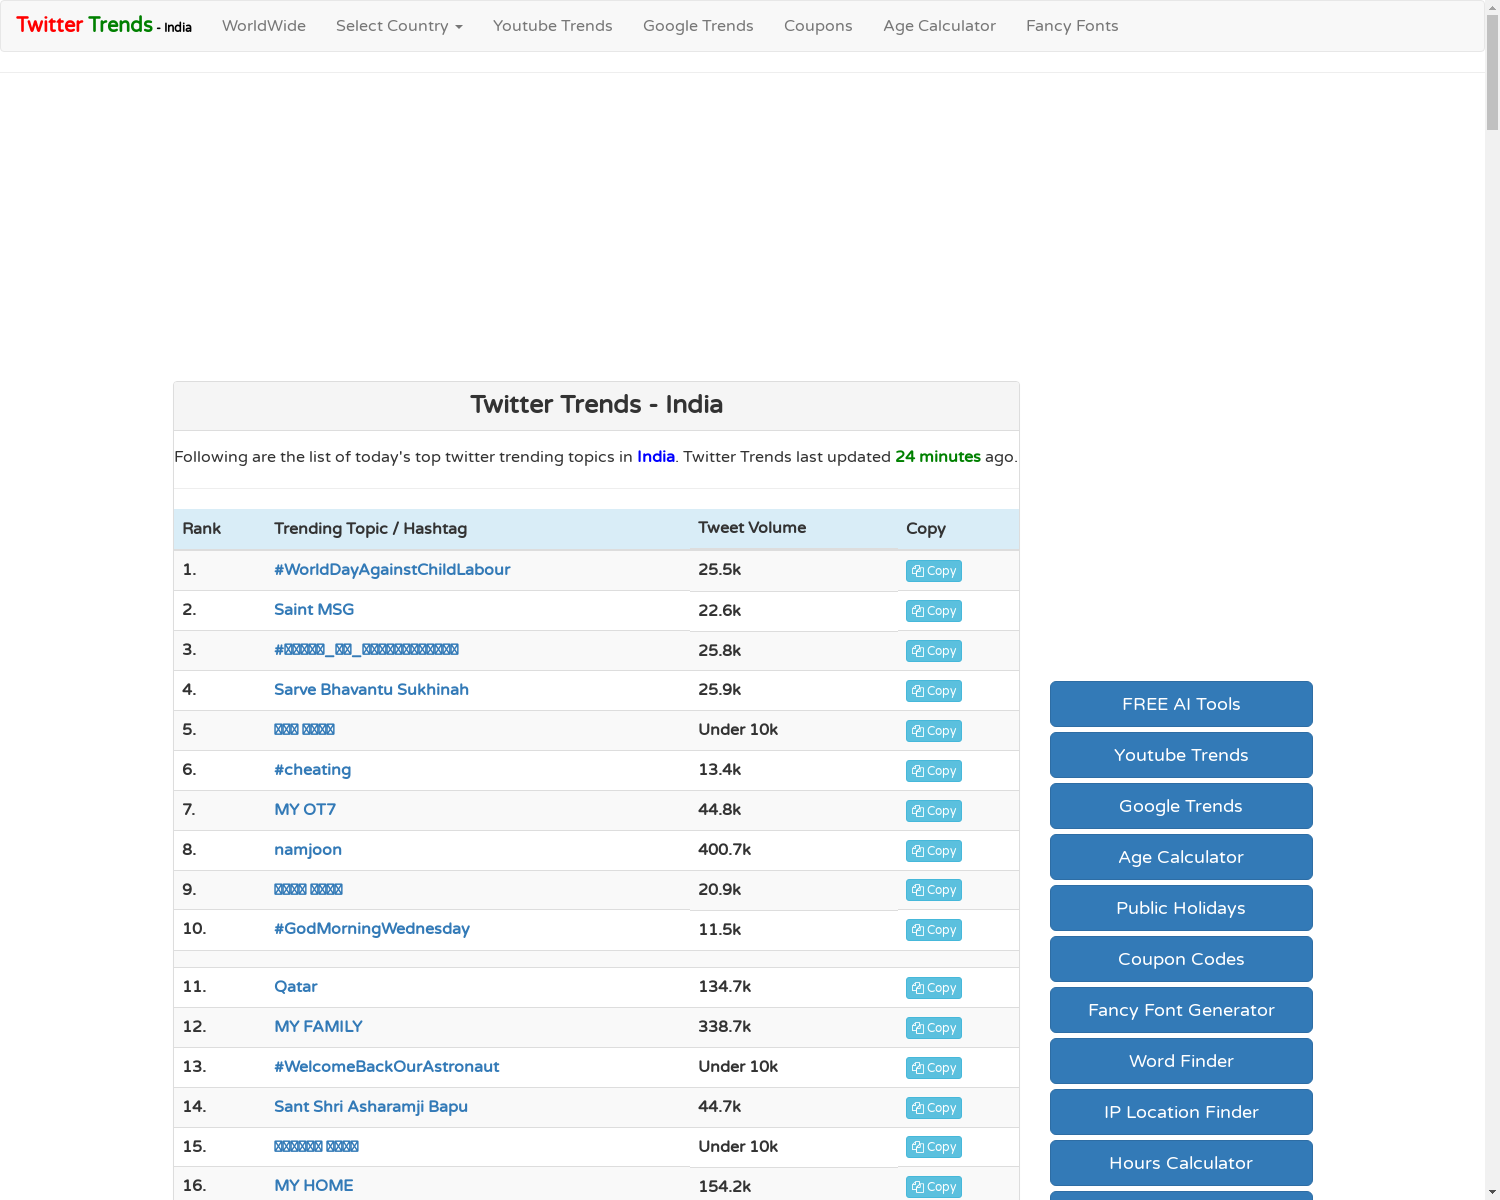 Twitter Trends - India WorldWide Select Country Youtube Trends Google Trends Coupons Age Calculator Fancy Fonts
Twitter Trends - India
Following are the list of today's top twitter trending topics in India. Twitter Trends last updated 24 minutes ago.
Rank Trending Topic / Hashtag Tweet Volume Copy
1. #WorldDayAgainstChildLabour 25.5k Copy
2. Saint MSG 22.6k Copy
3. 25.8k Copy
4. Sarve Bhavantu Sukhinah 25.9k Copy
5. Under 10k Copy
6. #cheating 13.4k Copy
7. MY OT7 44.8k Copy
8. namjoon 400.7k Copy
9. 20.9k Copy
10. #GodMorningWednesday 11.5k Copy
11. Qatar 134.7k Copy
12. MY FAMILY 338.7k Copy
13. #WelcomeBackOurAstronaut Under 10k Copy
14. Sant Shri Asharamji Bapu 44.7k Copy
15. Under 10k Copy
16. MY HOME 154.2k Copy
FREE AI Tools
Youtube Trends
Google Trends
Age Calculator
Public Holidays
Coupon Codes
Fancy Font Generator
Word Finder
IP Location Finder
Hours Calculator